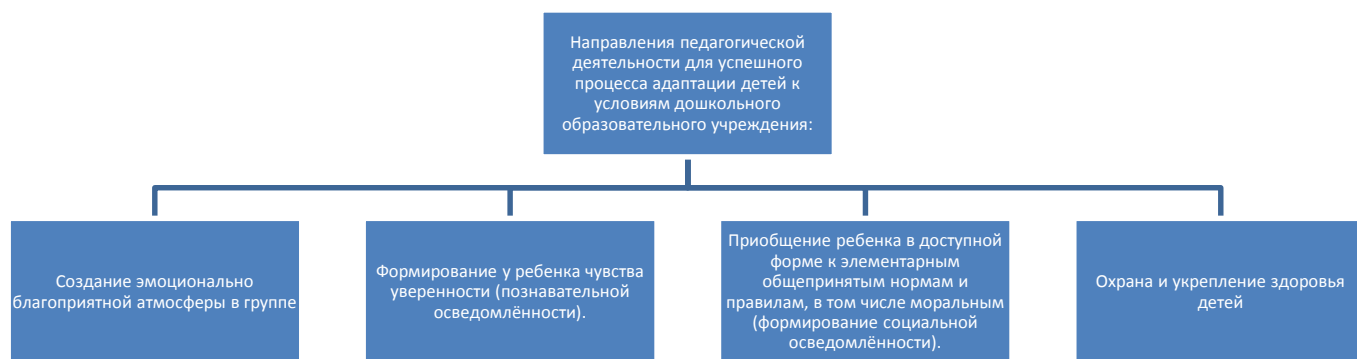 Направления педагогической
деятельности для успешного
процесса адаптации детей к
условиям дошкольного
образовательного учреждения:
Создание эмоционально
благоприятной атмосферы в группе
Формирование у ребенка чувства
уверенности (познавательной
осведомлённости).
Приобщение ребенка в доступной
форме к элементарным
общепринятым нормам и
правилам, в том числе моральным
(формирование социальной
осведомлённости).
Охрана и укрепление здоровья
детей